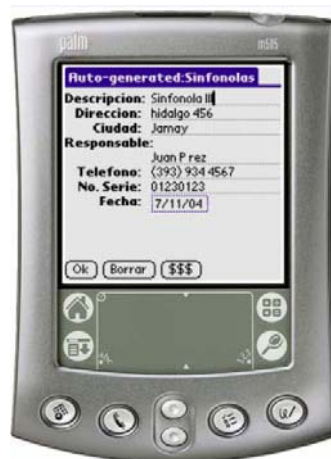 palm m515
Auto-generated:Sinfonolas
Descripcion: Sinfonola III
Direccion: hidalgo 456
Ciudad: Jamay
Responsable:
Juan P rez
Telefono: (393) 934 4567
No. Serie: 01230123
Fecha: 7/11/04
Ok Borrar $$$